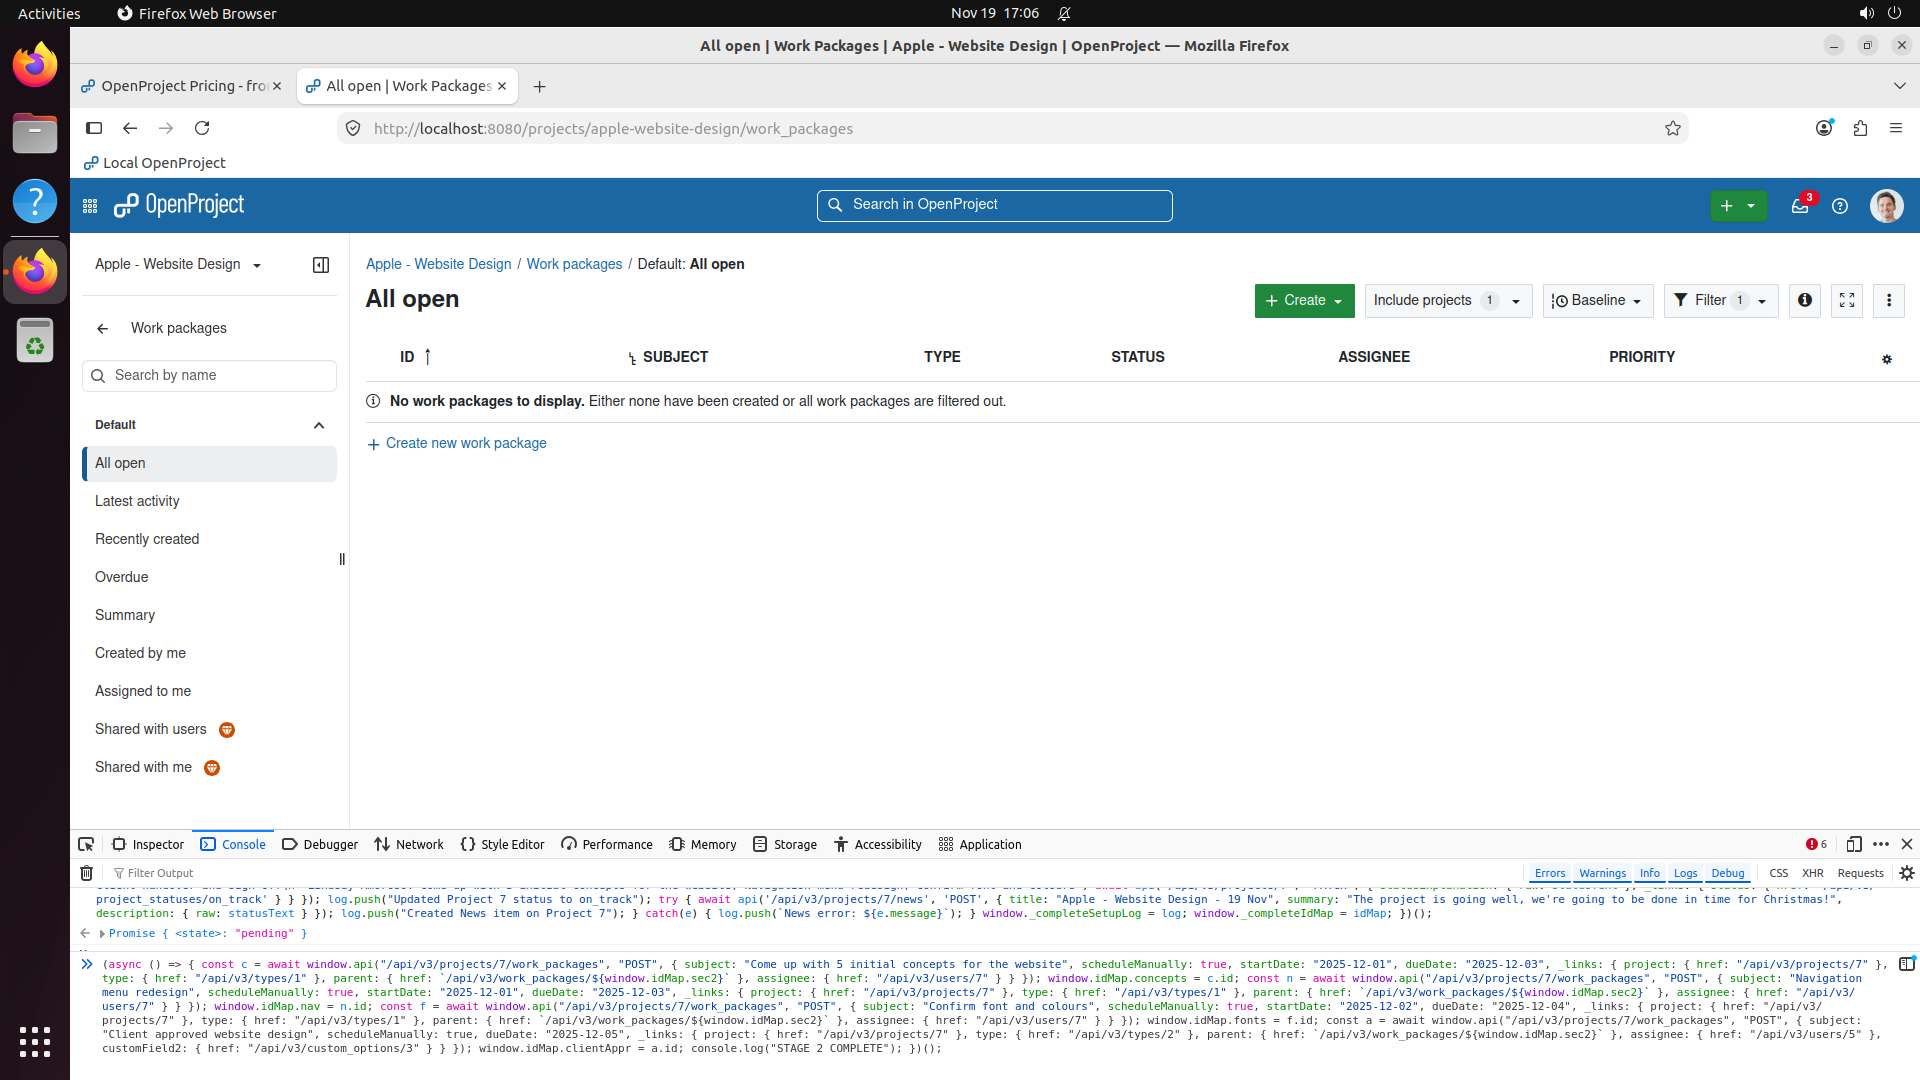 Activities
Firefox Web Browser
Nov 19 17:06
All open | Work Packages | Apple - Website Design | OpenProject — Mozilla Firefox
OpenProject Pricing - fro
All open | Work Packages
http://localhost:8080/projects/apple-website-design/work_packages
Local OpenProject
OpenProject
Search in OpenProject
3
Apple - Website Design
Apple - Website Design / Work packages / Default: All open
All open
Create
Include projects 1
Baseline
Filter 1
Work packages
Search by name
ID SUBJECT TYPE STATUS ASSIGNEE PRIORITY
No work packages to display. Either none have been created or all work packages are filtered out.
Create new work package
Default
All open
Latest activity
Recently created
Overdue
Summary
Created by me
Assigned to me
Shared with users
Shared with me
Inspector Console Debugger Network Style Editor Performance Memory Storage Accessibility Application 6
Filter Output Errors Warnings Info Logs Debug CSS XHR Requests
project_statuses/on_track' } } }); log.push("Updated Project 7 status to on_track"); try { await api('/api/v3/projects/7/news', 'POST', { title: "Apple - Website Design - 19 Nov", summary: "The project is going well, we're going to be done in time for Christmas!",
description: { raw: statusText } }); log.push("Created News item on Project 7"); } catch(e) { log.push(`News error: ${e.message}`); } window._completeSetupLog = log; window._completeIdMap = idMap; })();
Promise { <state>: "pending" }
(async () => { const c = await window.api("/api/v3/projects/7/work_packages", "POST", { subject: "Come up with 5 initial concepts for the website", scheduleManually: true, startDate: "2025-12-01", dueDate: "2025-12-03", _links: { project: { href: "/api/v3/projects/7" },
type: { href: "/api/v3/types/1" }, parent: { href: `/api/v3/work_packages/${window.idMap.sec2}` }, assignee: { href: "/api/v3/users/7" } } }); window.idMap.concepts = c.id; const n = await window.api("/api/v3/projects/7/work_packages", "POST", { subject: "Navigation
menu redesign", scheduleManually: true, startDate: "2025-12-01", dueDate: "2025-12-03", _links: { project: { href: "/api/v3/projects/7" }, type: { href: "/api/v3/types/1" }, parent: { href: `/api/v3/work_packages/${window.idMap.sec2}` }, assignee: { href: "/api/v3/
users/7" } } }); window.idMap.nav = n.id; const f = await window.api("/api/v3/projects/7/work_packages", "POST", { subject: "Confirm font and colours", scheduleManually: true, startDate: "2025-12-02", dueDate: "2025-12-04", _links: { project: { href: "/api/v3/
projects/7" }, type: { href: "/api/v3/types/1" }, parent: { href: `/api/v3/work_packages/${window.idMap.sec2}` }, assignee: { href: "/api/v3/users/7" } } }); window.idMap.fonts = f.id; const a = await window.api("/api/v3/projects/7/work_packages", "POST", { subject:
"Client approved website design", scheduleManually: true, dueDate: "2025-12-05", _links: { project: { href: "/api/v3/projects/7" }, type: { href: "/api/v3/types/2" }, parent: { href: `/api/v3/work_packages/${window.idMap.sec2}` }, assignee: { href: "/api/v3/users/5" },
customField2: { href: "/api/v3/custom_options/3" } } }); window.idMap.clientAppr = a.id; console.log("STAGE 2 COMPLETE"); })();